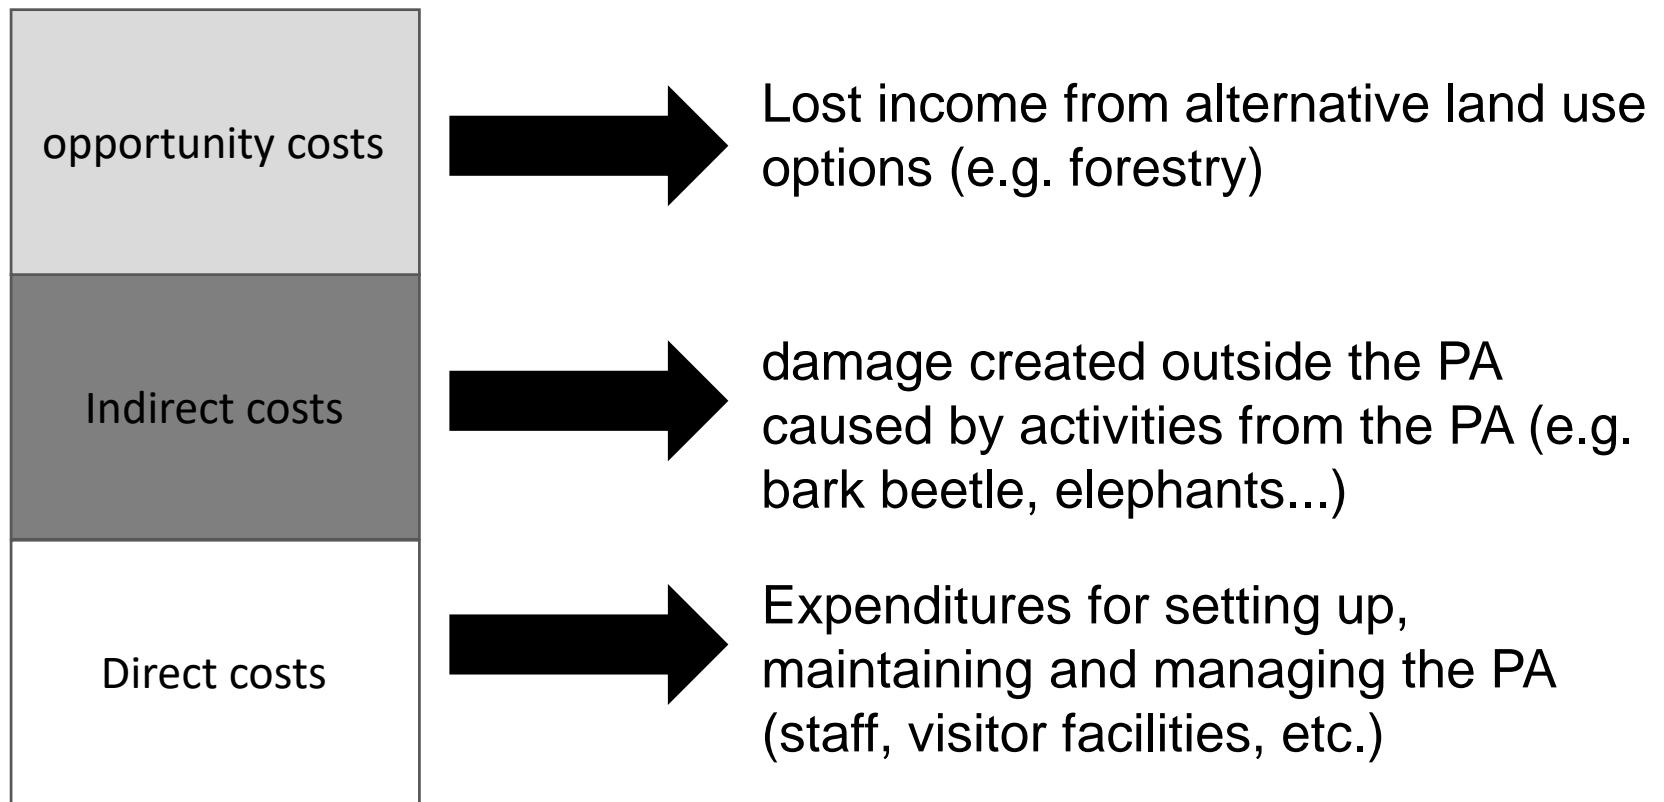 opportunity costs
Lost income from alternative land use
options (e.g. forestry)
Indirect costs
damage created outside the PA
caused by activities from the PA (e.g.
bark beetle, elephants...)
Direct costs
Expenditures for setting up,
maintaining and managing the PA
(staff, visitor facilities, etc.)